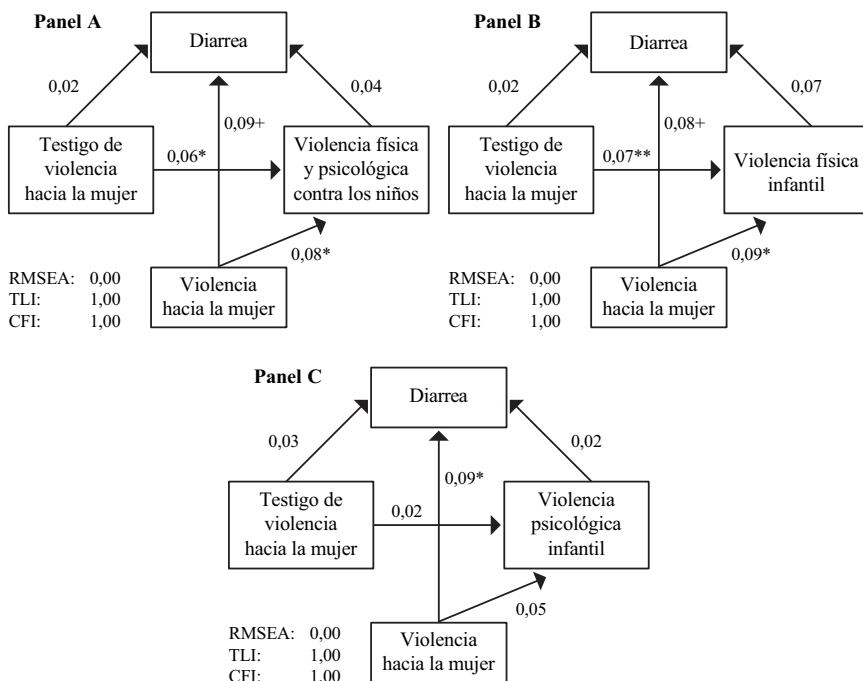 Panel A
Diarrea
0,02
0,04
0,09+
Testigo de
violencia
hacia la mujer
0,06*
Violencia física
y psicológica
contra los niños
0,08*
RMSEA: 0,00
TLI: 1,00
CFI: 1,00
Violencia
hacia la mujer
Panel B
Diarrea
0,02
0,07
0,08+
Testigo de
violencia
hacia la mujer
0,07**
Violencia física
infantil
0,09*
RMSEA: 0,00
TLI: 1,00
CFI: 1,00
Violencia
hacia la mujer
Panel C
Diarrea
0,03
0,02
0,09*
Testigo de
violencia
hacia la mujer
0,02
Violencia
psicológica
infantil
0,05
RMSEA: 0,00
TLI: 1,00
CFI: 1,00
Violencia
hacia la mujer